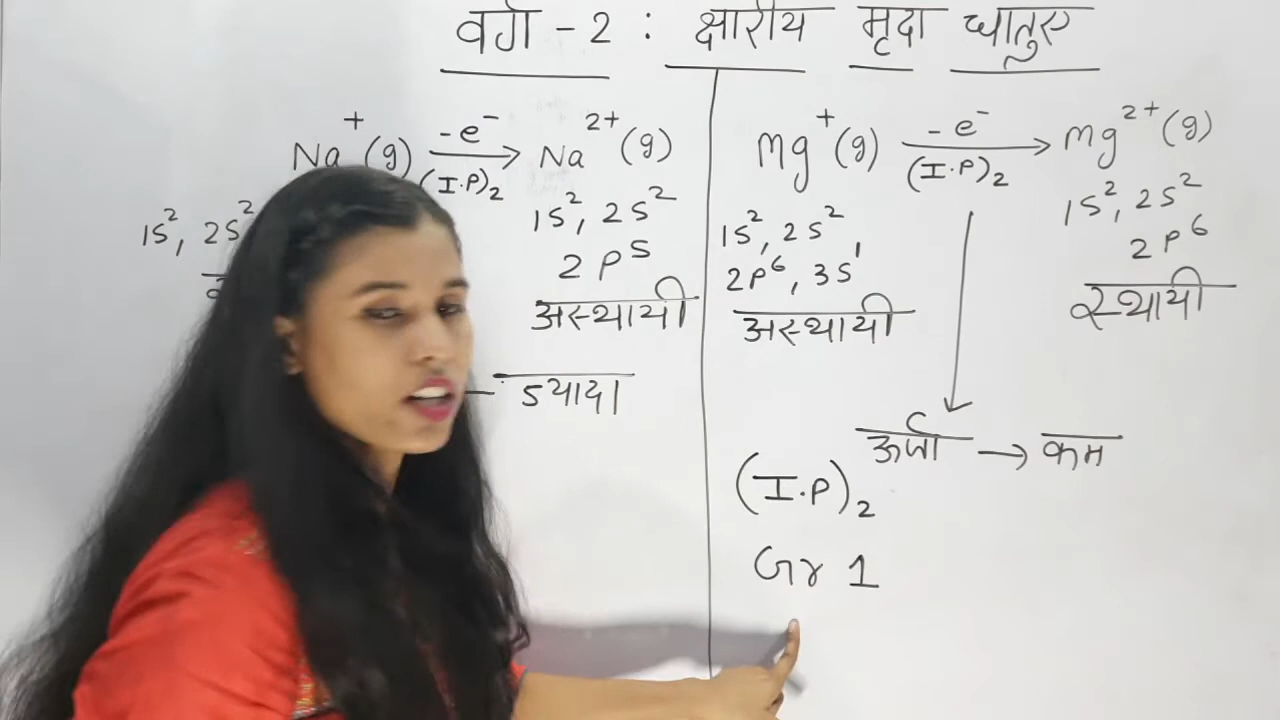 वर्ग - 2 : क्षारीय मृदा धातुए
Na⁺(g) -e⁻ → (I.P)₂ Na²⁺(g)
1s², 2s²
1s², 2s²
2p⁵
अस्थायी
ज्यादा
Mg⁺(g) -e⁻ → (I.P)₂ Mg²⁺(g)
1s², 2s²
2p⁶, 3s¹
अस्थायी
1s², 2s²
2p⁶
स्थायी
ऊर्जा → कम
(I.P)₂
Gr 1